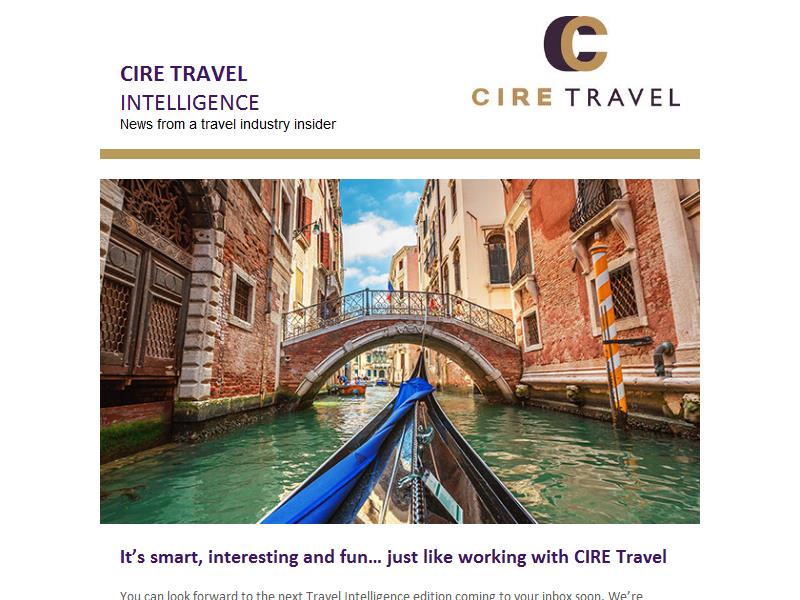 CIRE TRAVEL
INTELLIGENCE
News from a travel industry insider
CIRE TRAVEL
It’s smart, interesting and fun… just like working with CIRE Travel
You can look forward to the next Travel Intelligence edition coming to your inbox soon. We’re